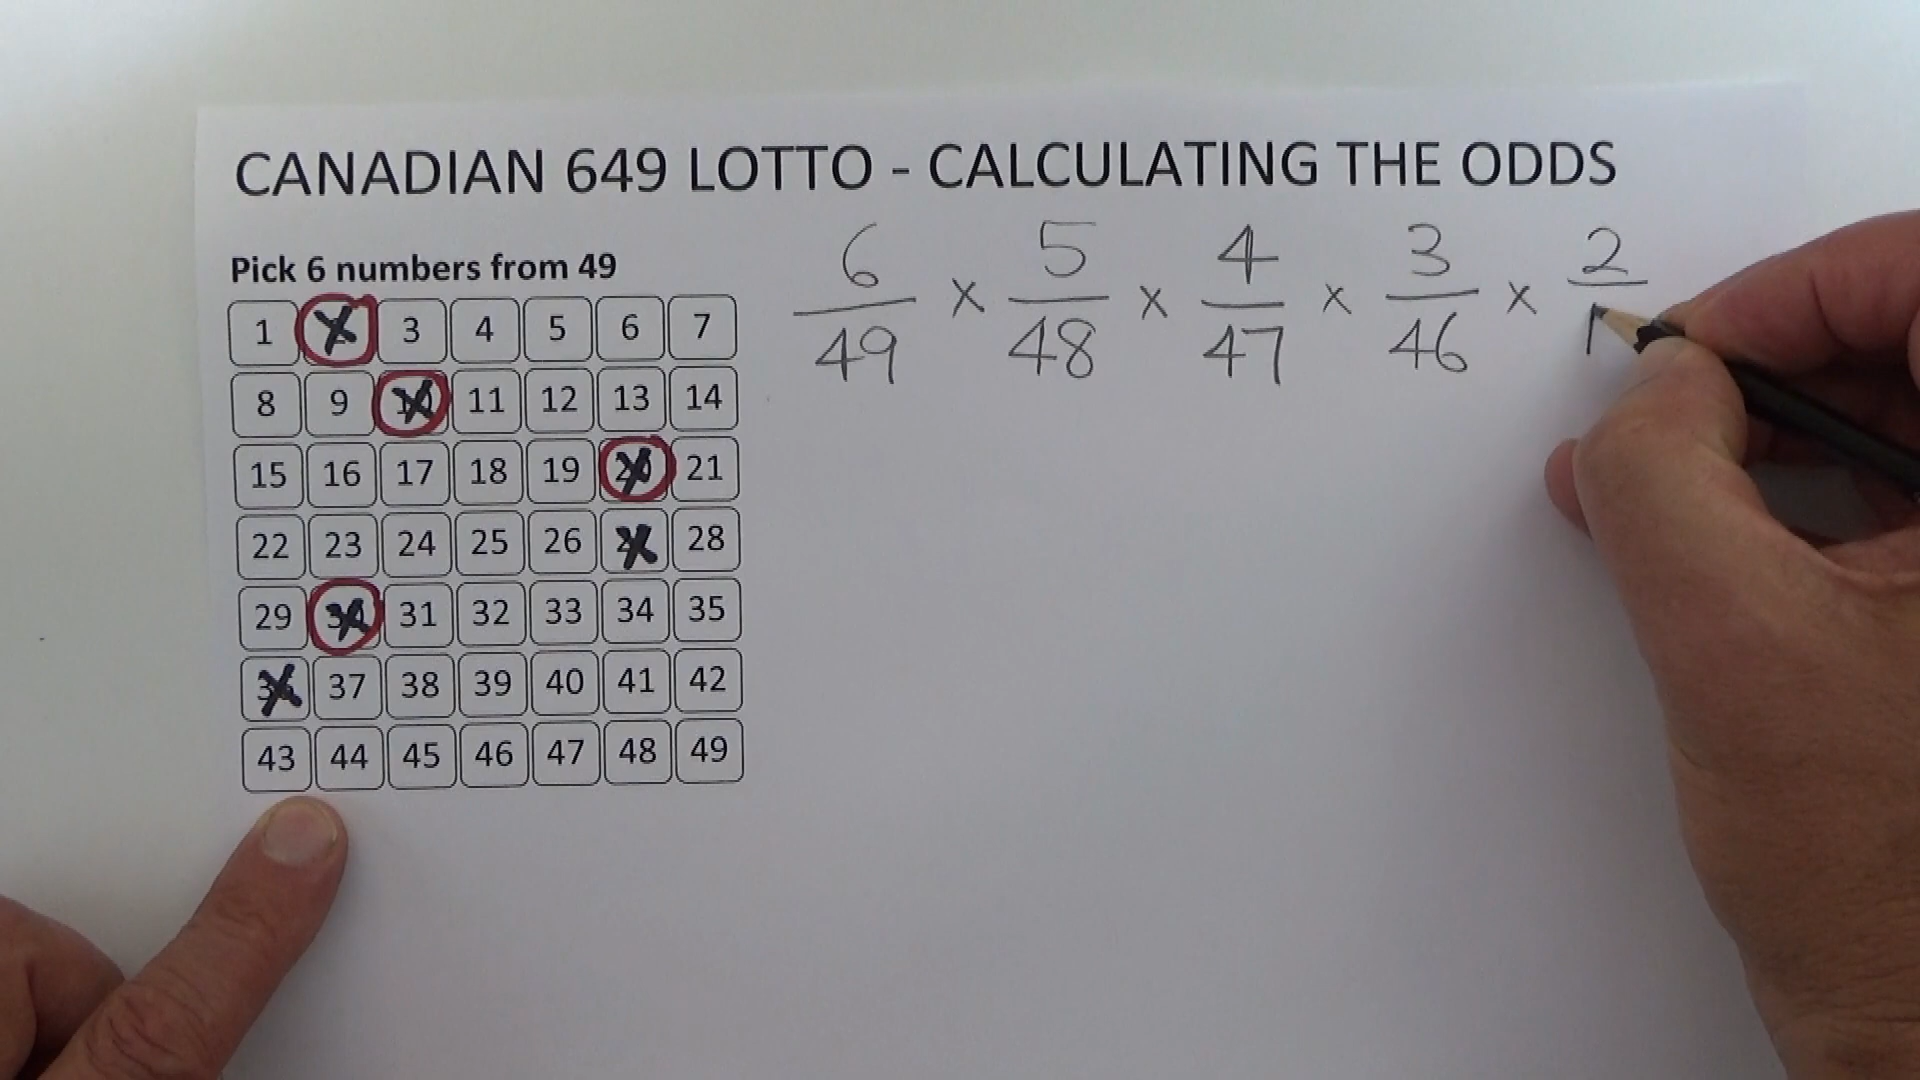 CANADIAN 649 LOTTO - CALCULATING THE ODDS
Pick 6 numbers from 49
6/49 × 5/48 × 4/47 × 3/46 × 2/
1 3 4 5 6 7
8 9 10 11 12 13 14
15 16 17 18 19 20 21
22 23 24 25 26 28
29 31 32 33 34 35
37 38 39 40 41 42
43 44 45 46 47 48 49